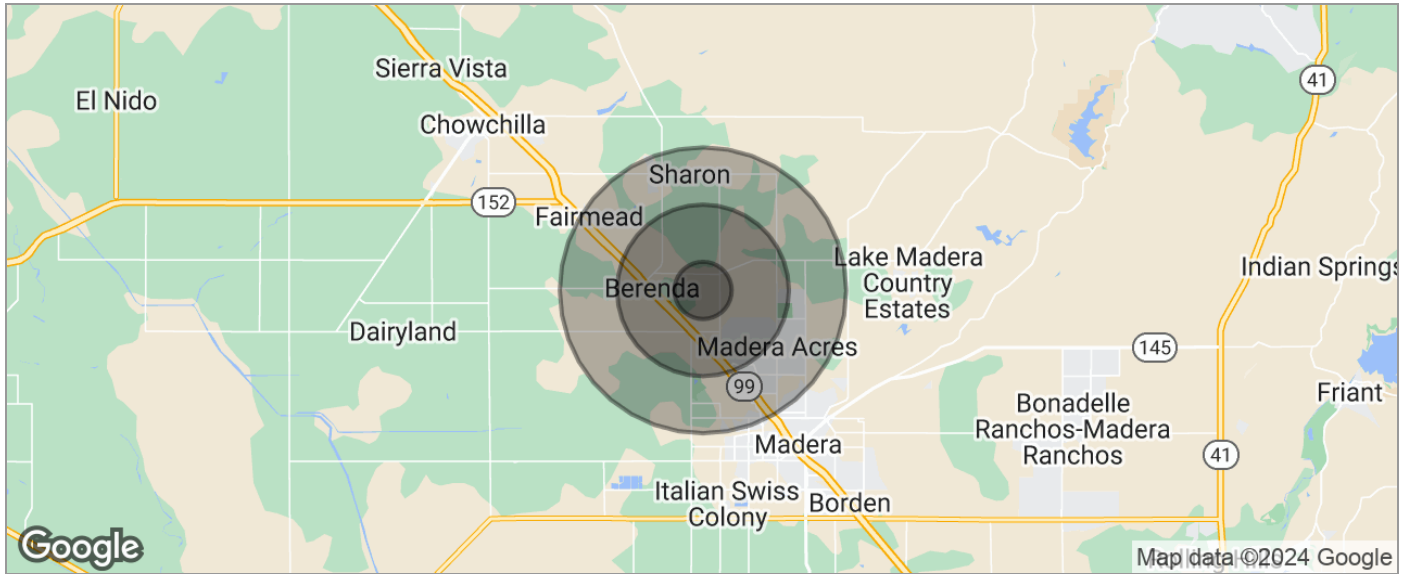 41
Sierra Vista
El Nido
Chowchilla
Sharon
152
Fairmead
Lake Madera
Country
Estates
Indian Springs
Berenda
Dairyland
Madera Acres
145
99
Friant
Bonadelle
Ranchos-Madera
Ranchos
Madera
41
Italian Swiss
Colony
Borden
Google
Map data ©2024 Google